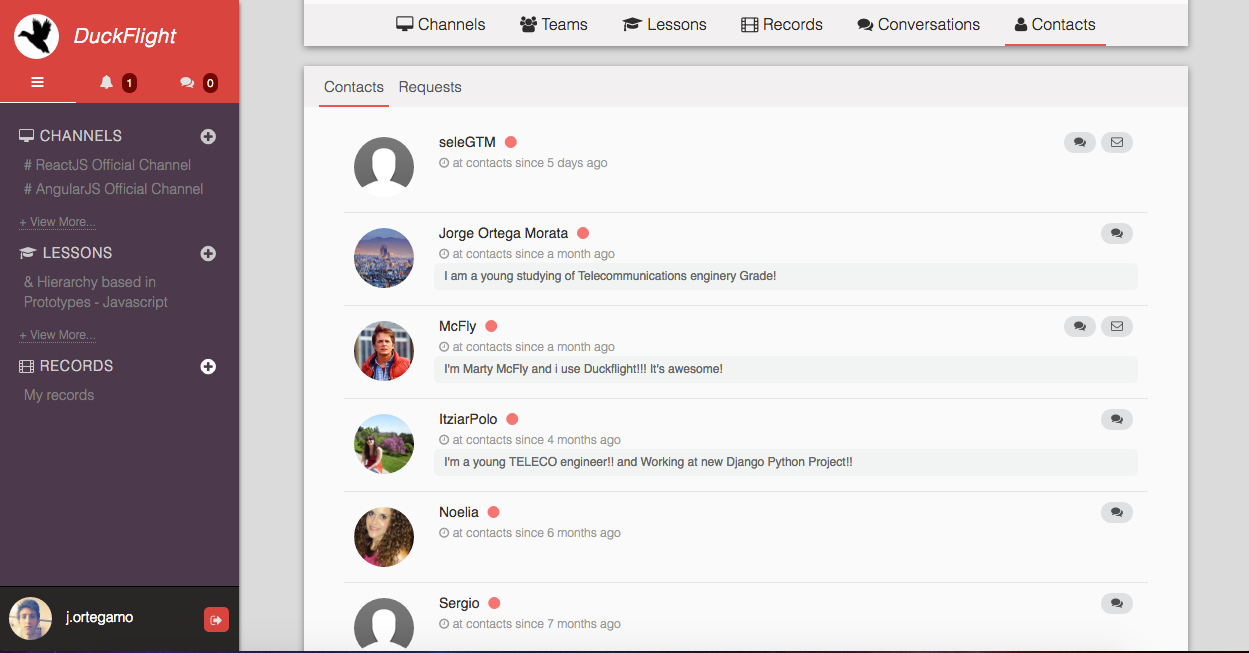 DuckFlight
1 0
CHANNELS
# ReactJS Official Channel
# AngularJS Official Channel
+ View More...
LESSONS
& Hierarchy based in
Prototypes - Javascript
+ View More...
RECORDS
My records
j.ortegamo
Channels Teams Lessons Records Conversations Contacts
Contacts Requests
seleGTM
at contacts since 5 days ago
Jorge Ortega Morata
at contacts since a month ago
I am a young studying of Telecommunications enginery Grade!
McFly
at contacts since a month ago
I'm Marty McFly and i use Duckflight!!! It's awesome!
ItziarPolo
at contacts since 4 months ago
I'm a young TELECO engineer!! and Working at new Django Python Project!!
Noelia
at contacts since 6 months ago
Sergio
at contacts since 7 months ago